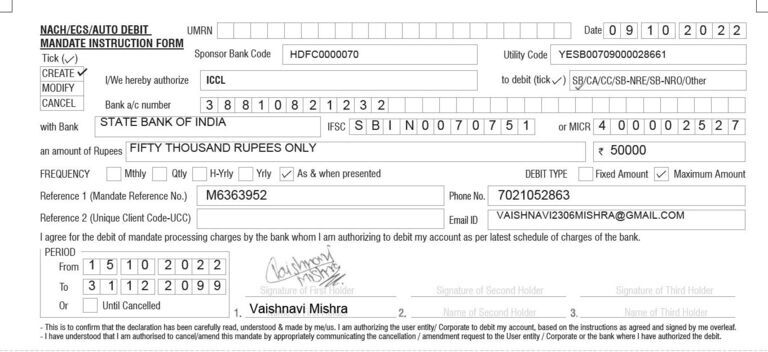 NACH/ECS/AUTO DEBIT MANDATE INSTRUCTION FORM UMRN Date 0 9 1 0 2 0 2 2
Tick (✓) Sponsor Bank Code HDFC0000070 Utility Code YESB00709000028661
CREATE ✓
MODIFY
CANCEL
I/We hereby authorize ICCL to debit (tick ✓) SB/CA/CC/SB-NRE/SB-NRO/Other
Bank a/c number 3 8 8 1 0 8 2 1 2 3 2
with Bank STATE BANK OF INDIA IFSC S B I N 0 0 7 0 7 5 1 or MICR 4 0 0 0 0 2 5 2 7
an amount of Rupees FIFTY THOUSAND RUPEES ONLY ₹ 50000
FREQUENCY Mthly Qtly H-Yrly Yrly ✓ As & when presented DEBIT TYPE Fixed Amount ✓ Maximum Amount
Reference 1 (Mandate Reference No.) M6363952 Phone No. 7021052863
Reference 2 (Unique Client Code-UCC) Email ID VAISHNAVI2306MISHRA@GMAIL.COM
I agree for the debit of mandate processing charges by the bank whom I am authorizing to debit my account as per latest schedule of charges of the bank.
PERIOD
From 1 5 1 0 2 0 2 2
To 3 1 1 2 2 0 9 9
Or Until Cancelled
Vaishnavi Mishra
Signature of First Holder Signature of Second Holder Signature of Third Holder
1. Vaishnavi Mishra 2. Name of Second Holder 3. Name of Third Holder
- This is to confirm that the declaration has been carefully read, understood & made by me/us. I am authorizing the user entity/ Corporate to debit my account, based on the instructions as agreed and signed by me overleaf.
- I have understood that I am authorised to cancel/amend this mandate by appropriately communicating the cancellation / amendment request to the User entity / Corporate or the bank where I have authorized the debit.